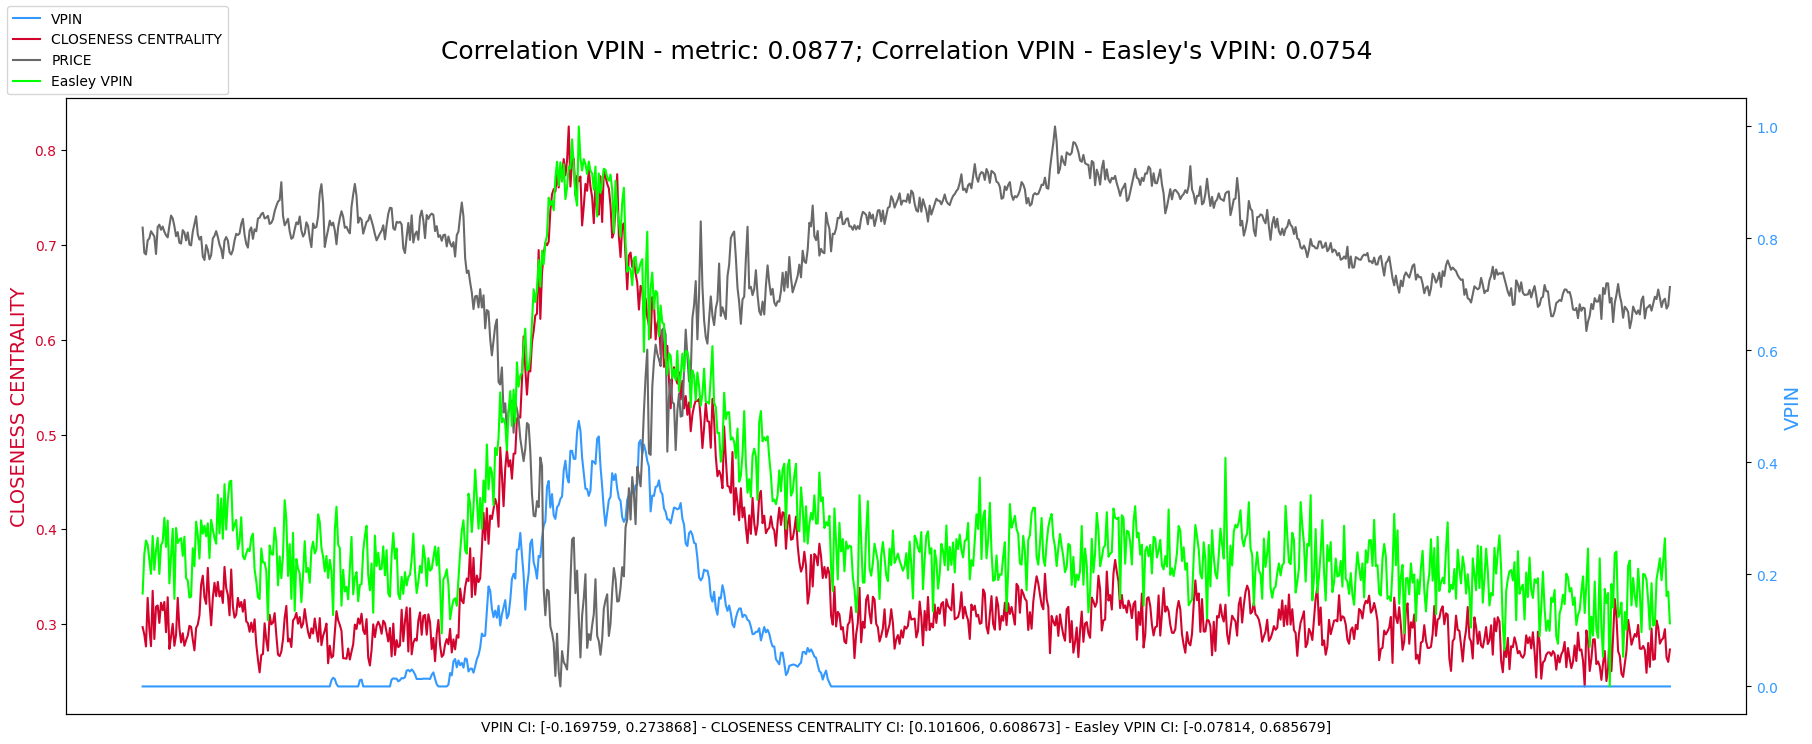 VPIN
CLOSENESS CENTRALITY
PRICE
Easley VPIN
Correlation VPIN - metric: 0.0877; Correlation VPIN - Easley's VPIN: 0.0754
CLOSENESS CENTRALITY
0.8
0.7
0.6
0.5
0.4
0.3
1.0
0.8
0.6
0.4
0.2
0.0
VPIN
VPIN CI: [-0.169759, 0.273868] - CLOSENESS CENTRALITY CI: [0.101606, 0.608673] - Easley VPIN CI: [-0.07814, 0.685679]